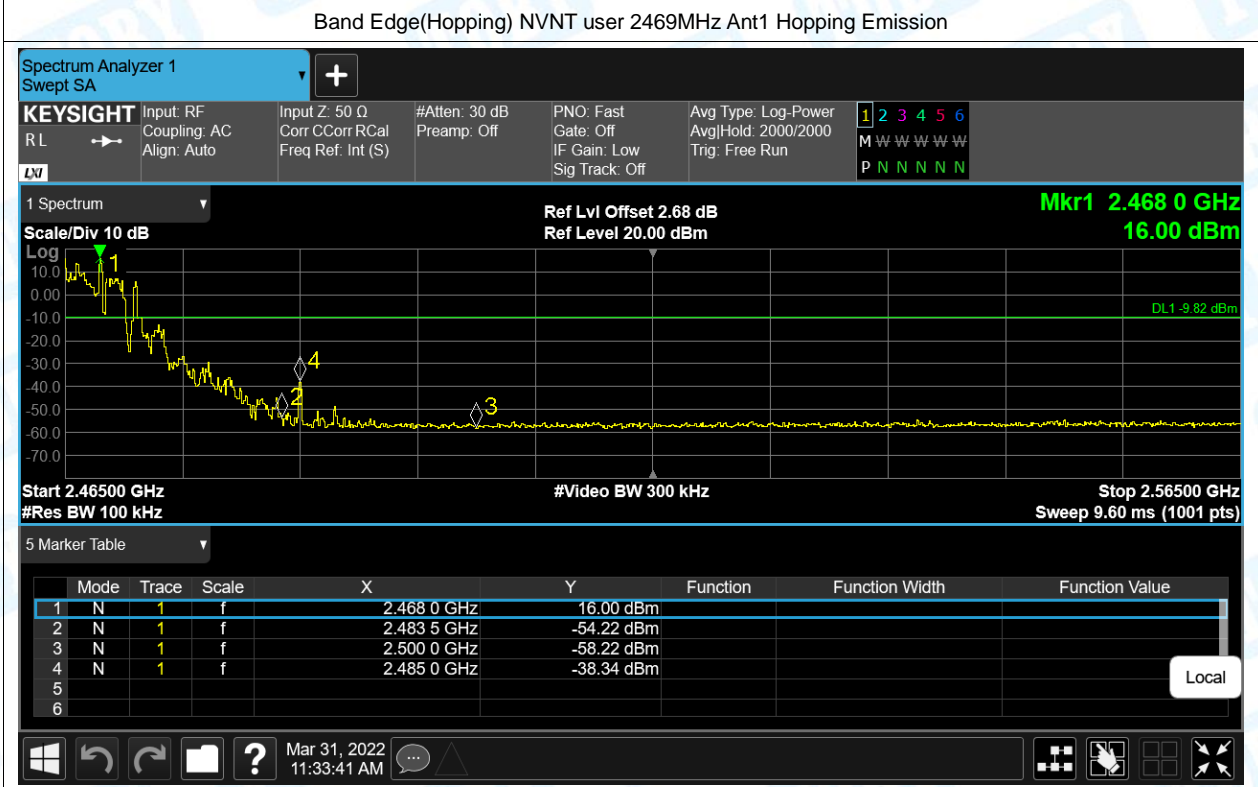 Band Edge(Hopping) NVNT user 2469MHz Ant1 Hopping Emission
Spectrum Analyzer 1
Swept SA
KEYSIGHT
RL
LXI
Input: RF
Coupling: AC
Align: Auto
Input Z: 50 Ω
Corr CCorr RCal
Freq Ref: Int (S)
#Atten: 30 dB
Preamp: Off
PNO: Fast
Gate: Off
IF Gain: Low
Sig Track: Off
Avg Type: Log-Power
Avg|Hold: 2000/2000
Trig: Free Run
1 2 3 4 5 6
M W W W W W
P N N N N N
1 Spectrum
Scale/Div 10 dB
Ref Lvl Offset 2.68 dB
Ref Level 20.00 dBm
Mkr1 2.468 0 GHz
16.00 dBm
Log
10.0
0.00
-10.0
-20.0
-30.0
-40.0
-50.0
-60.0
-70.0
1
2
3
4
DL1 -9.82 dBm
Start 2.46500 GHz
#Res BW 100 kHz
#Video BW 300 kHz
Stop 2.56500 GHz
Sweep 9.60 ms (1001 pts)
5 Marker Table
Mode Trace Scale X Y Function Function Width Function Value
1 N 1 f 2.468 0 GHz 16.00 dBm
2 N 1 f 2.483 5 GHz -54.22 dBm
3 N 1 f 2.500 0 GHz -58.22 dBm
4 N 1 f 2.485 0 GHz -38.34 dBm
5
6
Local
?
Mar 31, 2022
11:33:41 AM